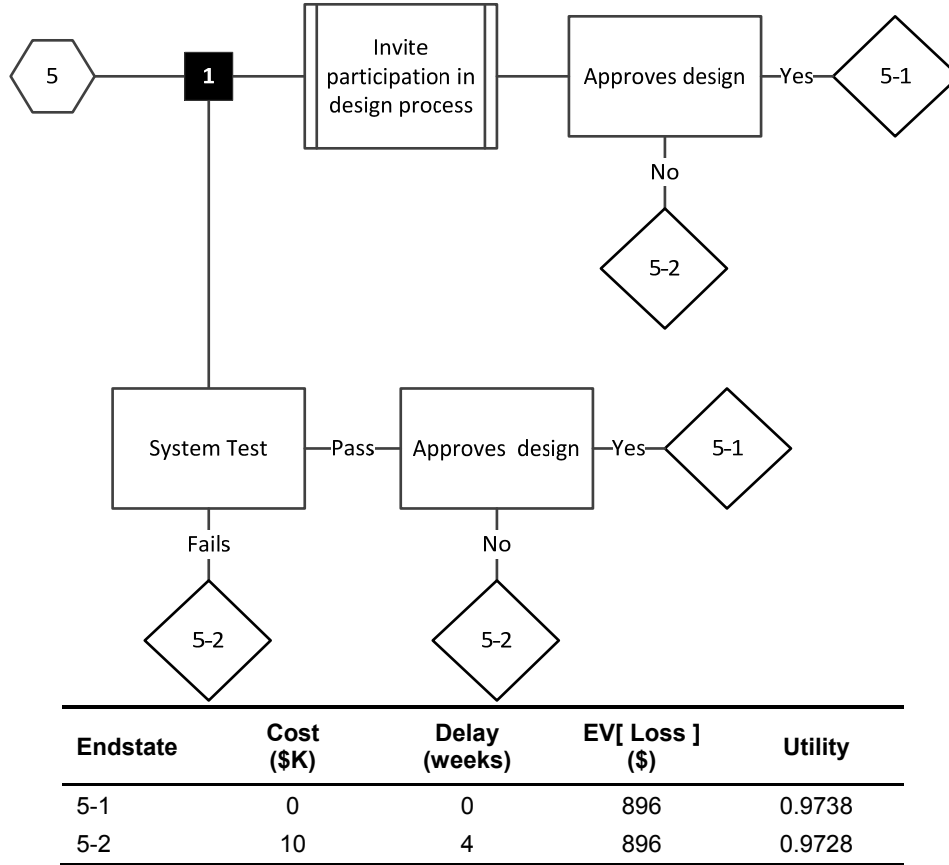 5
1
Invite
participation in
design process
Approves design
Yes
5-1
No
5-2
System Test
Pass
Approves design
Yes
5-1
Fails
No
5-2
5-2
Endstate Cost ($K) Delay (weeks) EV[ Loss ] ($) Utility
5-1 0 0 896 0.9738
5-2 10 4 896 0.9728